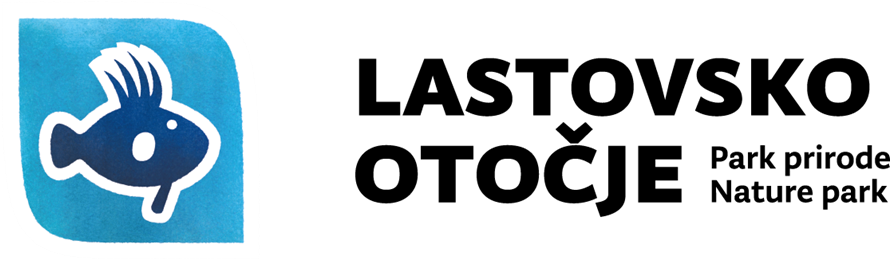 LASTOVSKO
OTOČJE
Park prirode
Nature park